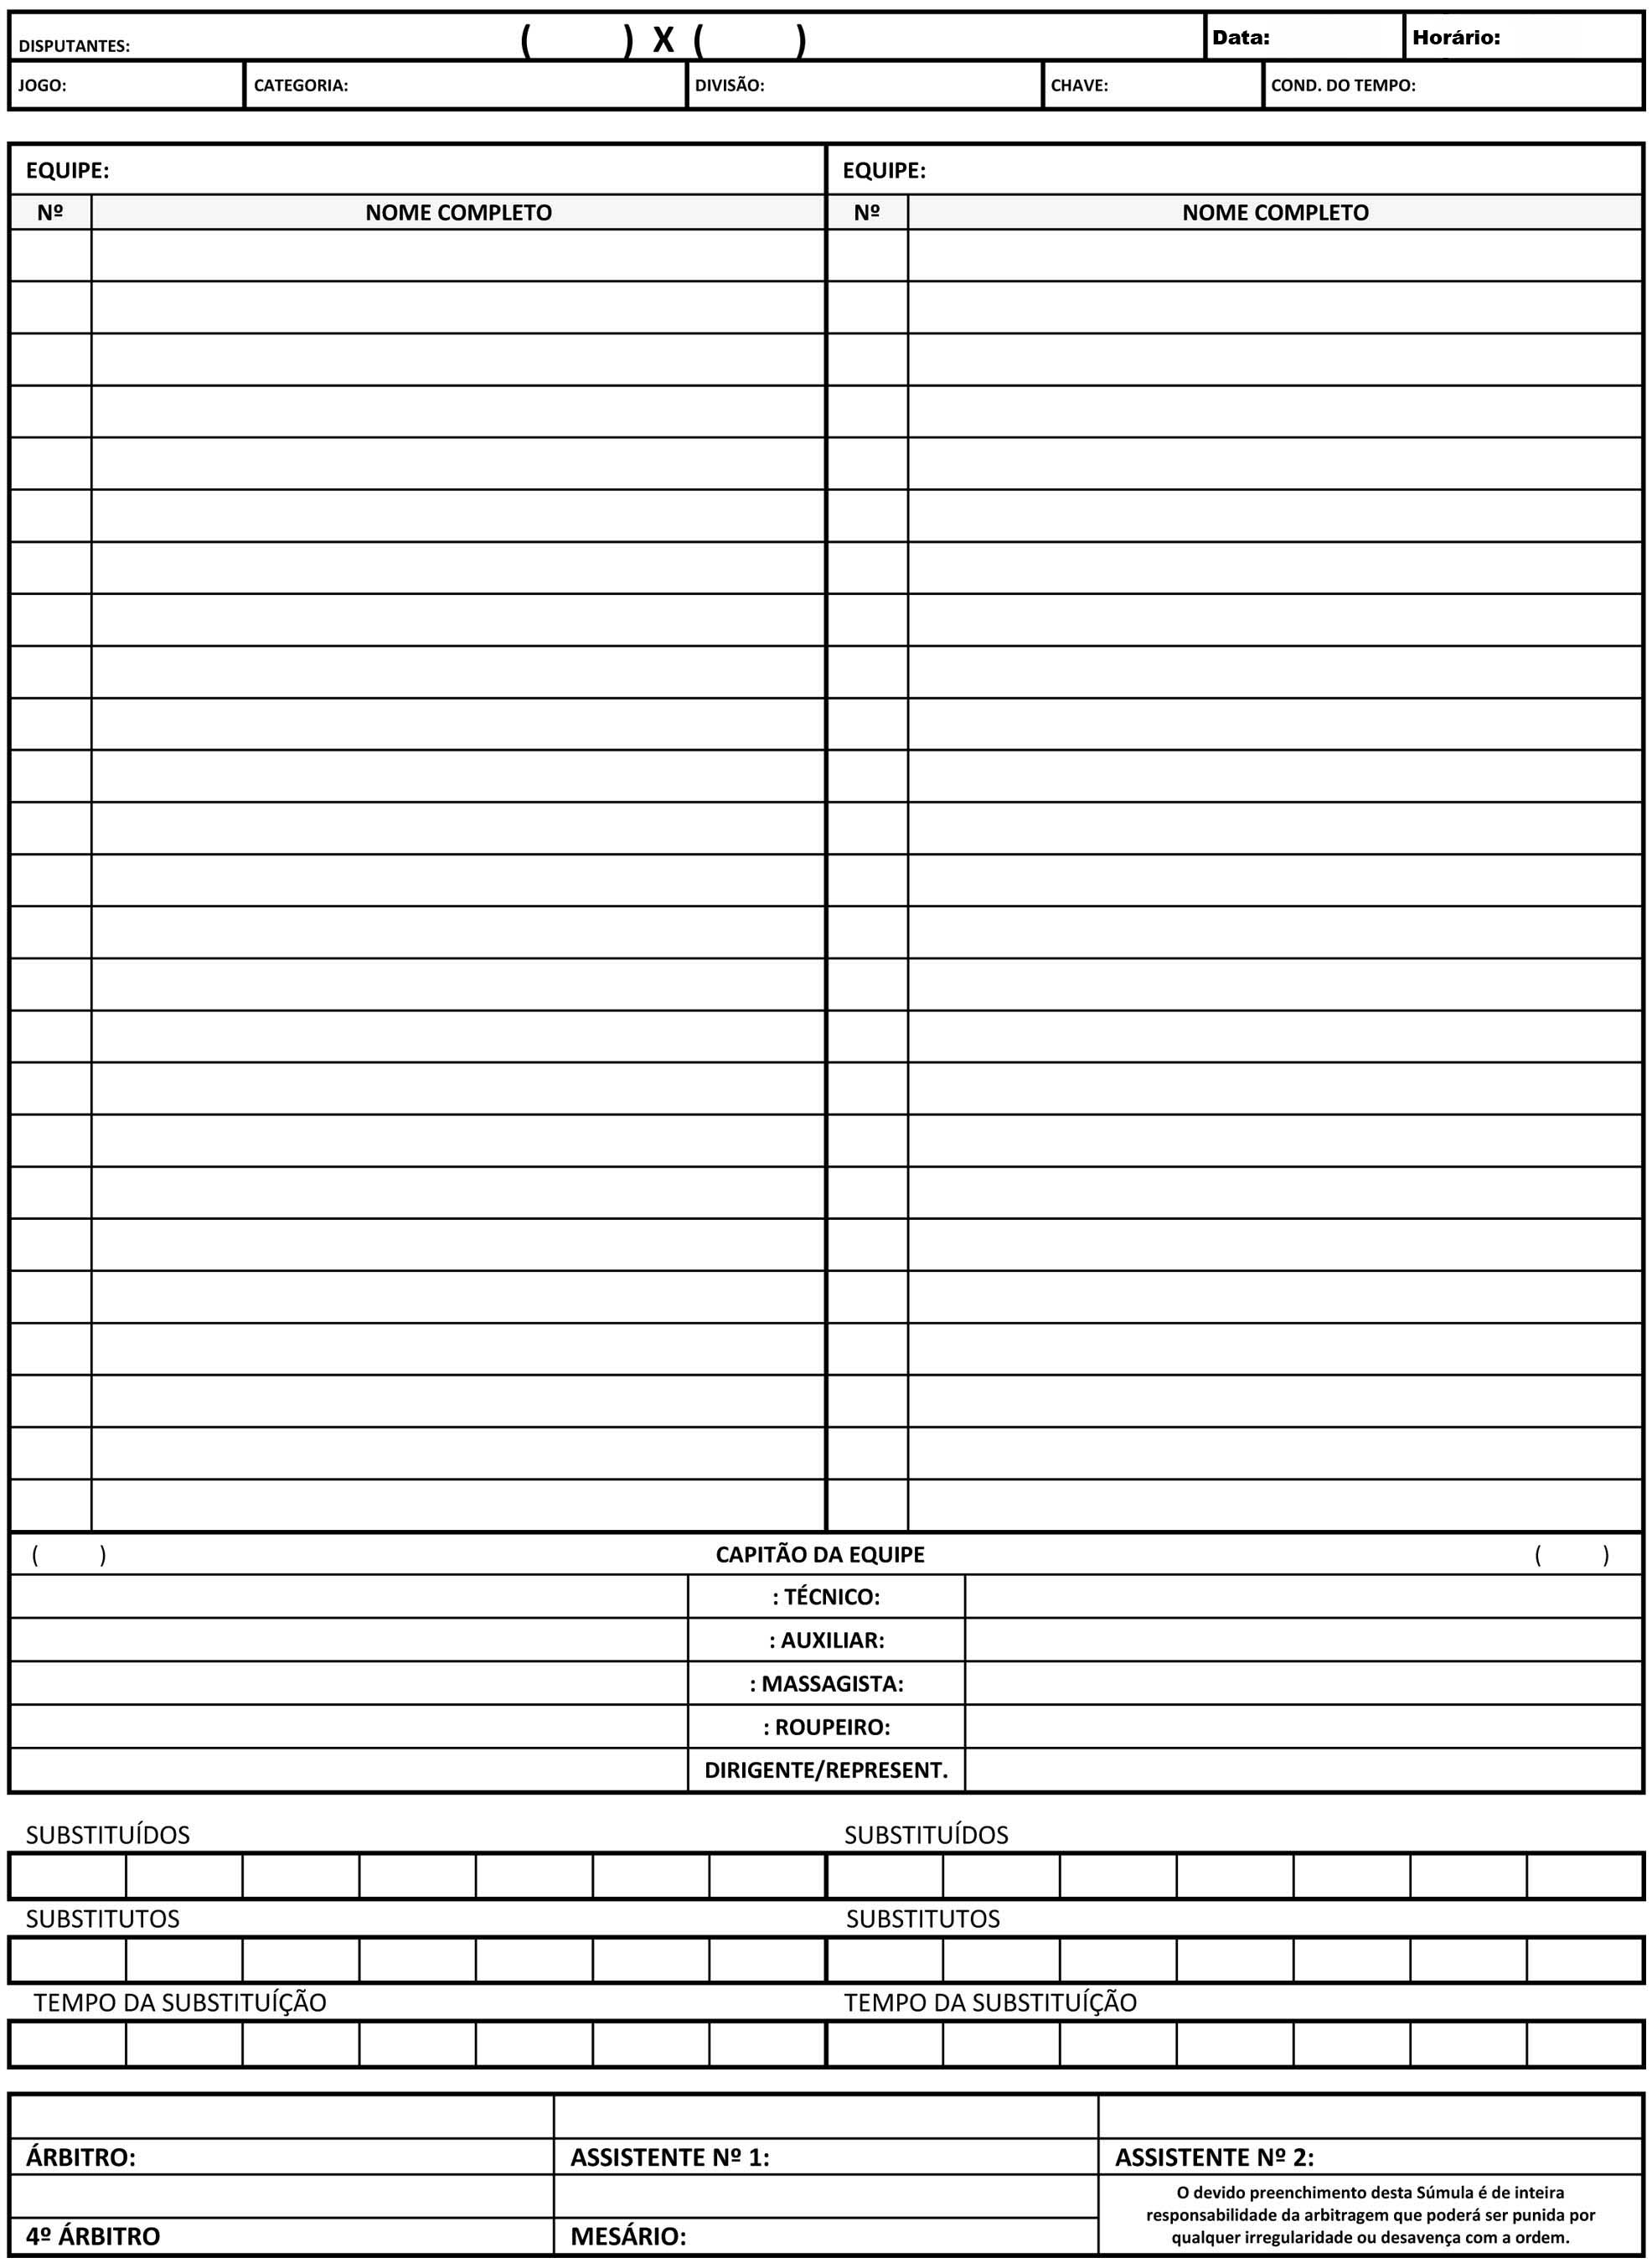 DISPUTANTES: ( ) X ( ) Data: Horário:
JOGO: CATEGORIA: DIVISÃO: CHAVE: COND. DO TEMPO:
EQUIPE: EQUIPE:
Nº NOME COMPLETO Nº NOME COMPLETO
( ) CAPITÃO DA EQUIPE ( )
: TÉCNICO:
: AUXILIAR:
: MASSAGISTA:
: ROUPEIRO:
DIRIGENTE/REPRESENT.
SUBSTITUÍDOS SUBSTITUÍDOS
SUBSTITUTOS SUBSTITUTOS
TEMPO DA SUBSTITUÍÇÃO TEMPO DA SUBSTITUÍÇÃO
ÁRBITRO: ASSISTENTE Nº 1: ASSISTENTE Nº 2:
O devido preenchimento desta Súmula é de inteira
responsabilidade da arbitragem que poderá ser punida por
qualquer irregularidade ou desavença com a ordem.
4º ÁRBITRO MESÁRIO: